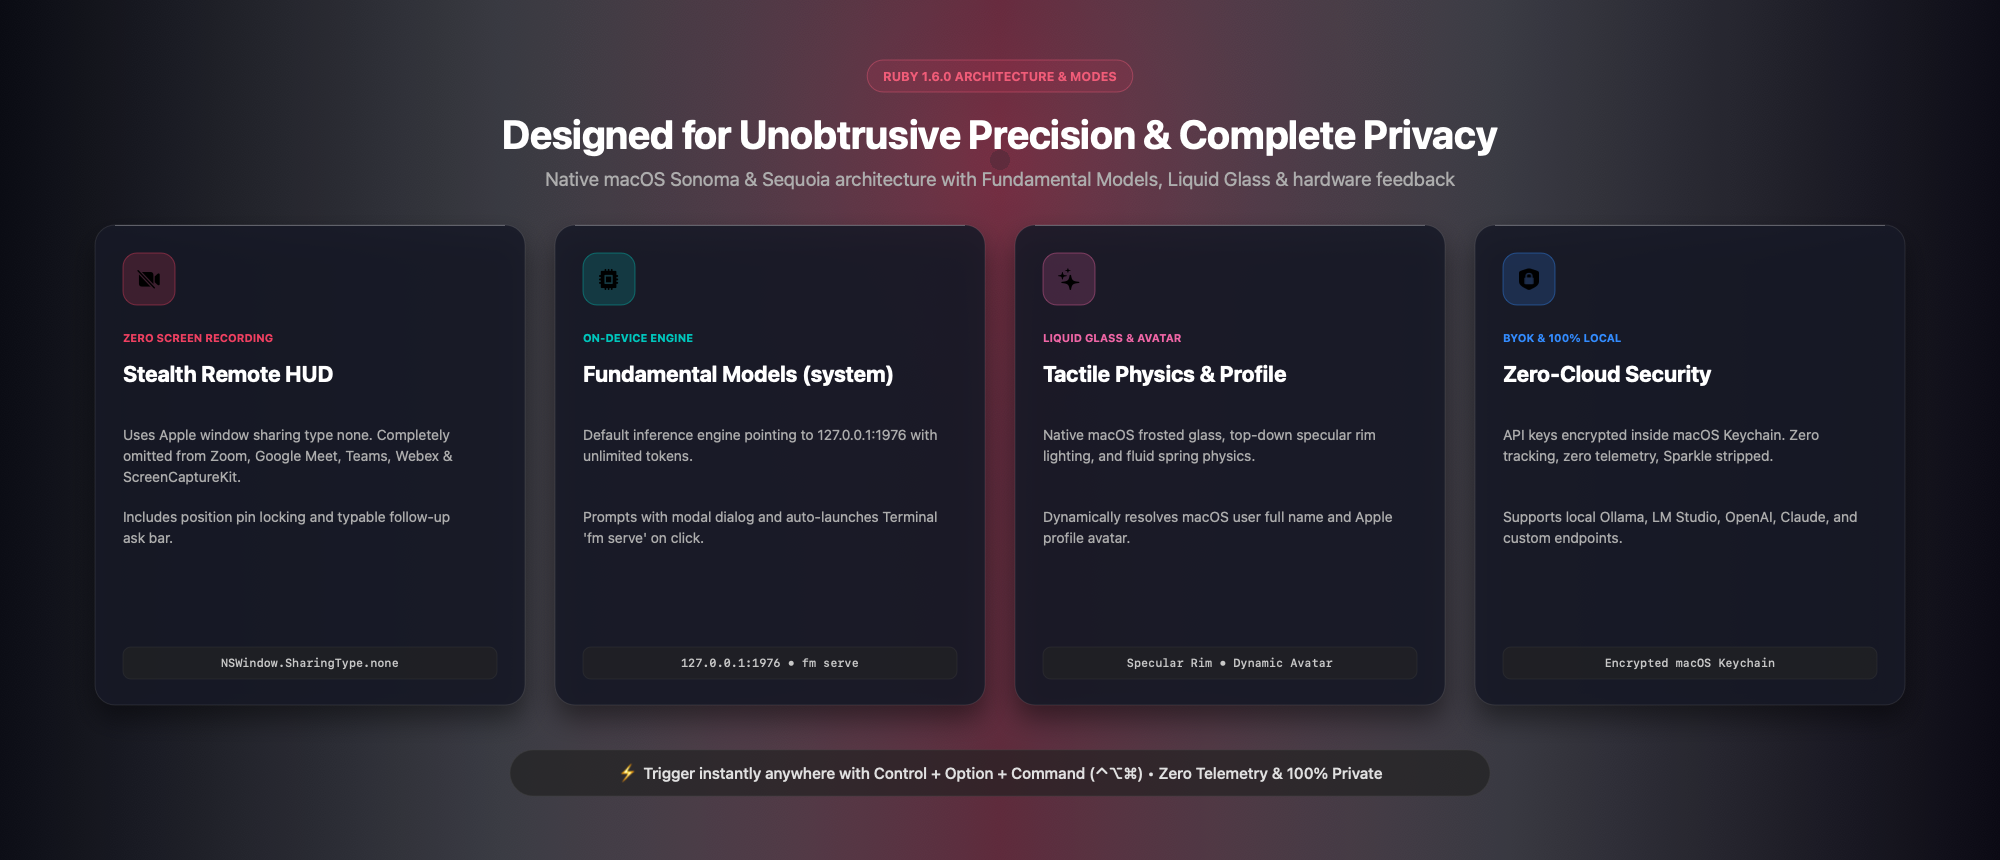 RUBY 1.6.0 ARCHITECTURE & MODES
Designed for Unobtrusive Precision & Complete Privacy
Native macOS Sonoma & Sequoia architecture with Fundamental Models, Liquid Glass & hardware feedback
ZERO SCREEN RECORDING
Stealth Remote HUD
Uses Apple window sharing type none. Completely
omitted from Zoom, Google Meet, Teams, Webex &
ScreenCaptureKit.
Includes position pin locking and typable follow-up
ask bar.
NSWindow.SharingType.none
ON-DEVICE ENGINE
Fundamental Models (system)
Default inference engine pointing to 127.0.0.1:1976 with
unlimited tokens.
Prompts with modal dialog and auto-launches Terminal
'fm serve' on click.
127.0.0.1:1976 • fm serve
LIQUID GLASS & AVATAR
Tactile Physics & Profile
Native macOS frosted glass, top-down specular rim
lighting, and fluid spring physics.
Dynamically resolves macOS user full name and Apple
profile avatar.
Specular Rim • Dynamic Avatar
BYOK & 100% LOCAL
Zero-Cloud Security
API keys encrypted inside macOS Keychain. Zero
tracking, zero telemetry, Sparkle stripped.
Supports local Ollama, LM Studio, OpenAI, Claude, and
custom endpoints.
Encrypted macOS Keychain
⚡ Trigger instantly anywhere with Control + Option + Command (⌃⌥⌘) • Zero Telemetry & 100% Private